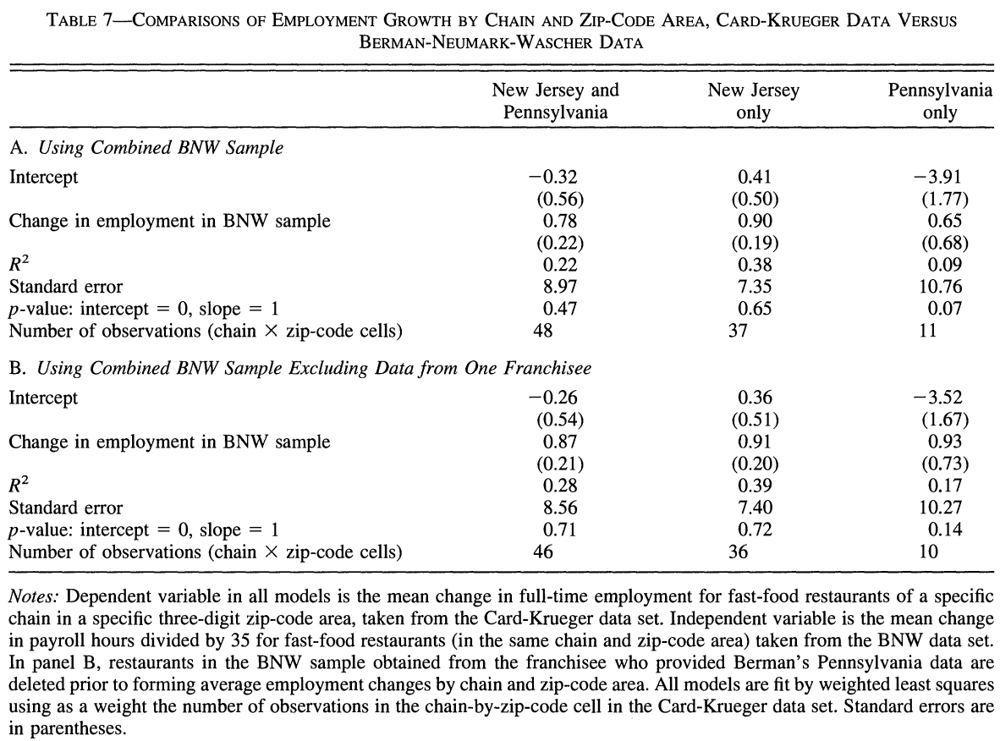 TABLE 7—COMPARISONS OF EMPLOYMENT GROWTH BY CHAIN AND ZIP-CODE AREA, CARD-KRUEGER DATA VERSUS
BERMAN-NEUMARK-WASCHER DATA
New Jersey and Pennsylvania New Jersey only Pennsylvania only
A. Using Combined BNW Sample
Intercept −0.32 0.41 −3.91
(0.56) (0.50) (1.77)
Change in employment in BNW sample 0.78 0.90 0.65
(0.22) (0.19) (0.68)
R² 0.22 0.38 0.09
Standard error 8.97 7.35 10.76
p-value: intercept = 0, slope = 1 0.47 0.65 0.07
Number of observations (chain × zip-code cells) 48 37 11
B. Using Combined BNW Sample Excluding Data from One Franchisee
Intercept −0.26 0.36 −3.52
(0.54) (0.51) (1.67)
Change in employment in BNW sample 0.87 0.91 0.93
(0.21) (0.20) (0.73)
R² 0.28 0.39 0.17
Standard error 8.56 7.40 10.27
p-value: intercept = 0, slope = 1 0.71 0.72 0.14
Number of observations (chain × zip-code cells) 46 36 10
Notes: Dependent variable in all models is the mean change in full-time employment for fast-food restaurants of a specific
chain in a specific three-digit zip-code area, taken from the Card-Krueger data set. Independent variable is the mean change
in payroll hours divided by 35 for fast-food restaurants (in the same chain and zip-code area) taken from the BNW data set.
In panel B, restaurants in the BNW sample obtained from the franchisee who provided Berman's Pennsylvania data are
deleted prior to forming average employment changes by chain and zip-code area. All models are fit by weighted least squares
using as a weight the number of observations in the chain-by-zip-code cell in the Card-Krueger data set. Standard errors are
in parentheses.